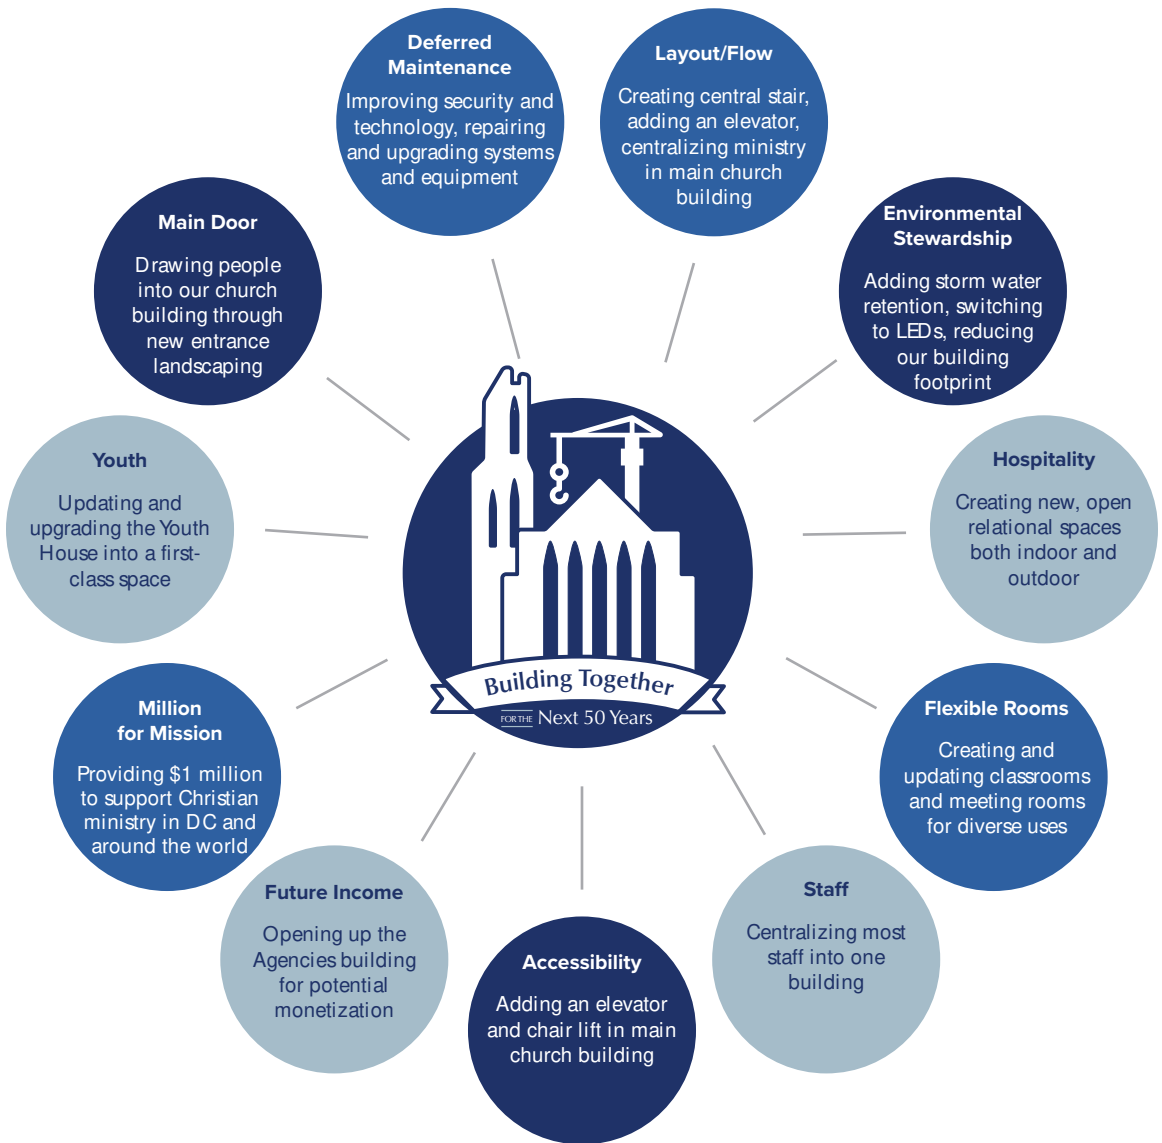 Deferred
Maintenance
Improving security and
technology, repairing
and upgrading systems
and equipment
Layout/Flow
Creating central stair,
adding an elevator,
centralizing ministry
in main church
building
Main Door
Drawing people
into our church
building through
new entrance
landscaping
Environmental
Stewardship
Adding storm water
retention, switching
to LEDs, reducing
our building
footprint
Youth
Updating and
upgrading the Youth
House into a first-
class space
Hospitality
Creating new, open
relational spaces
both indoor and
outdoor
Building Together
FOR THE Next 50 Years
Million
for Mission
Providing $1 million
to support Christian
ministry in DC and
around the world
Flexible Rooms
Creating and
updating classrooms
and meeting rooms
for diverse uses
Future Income
Opening up the
Agencies building
for potential
monetization
Staff
Centralizing most
staff into one
building
Accessibility
Adding an elevator
and chair lift in main
church building